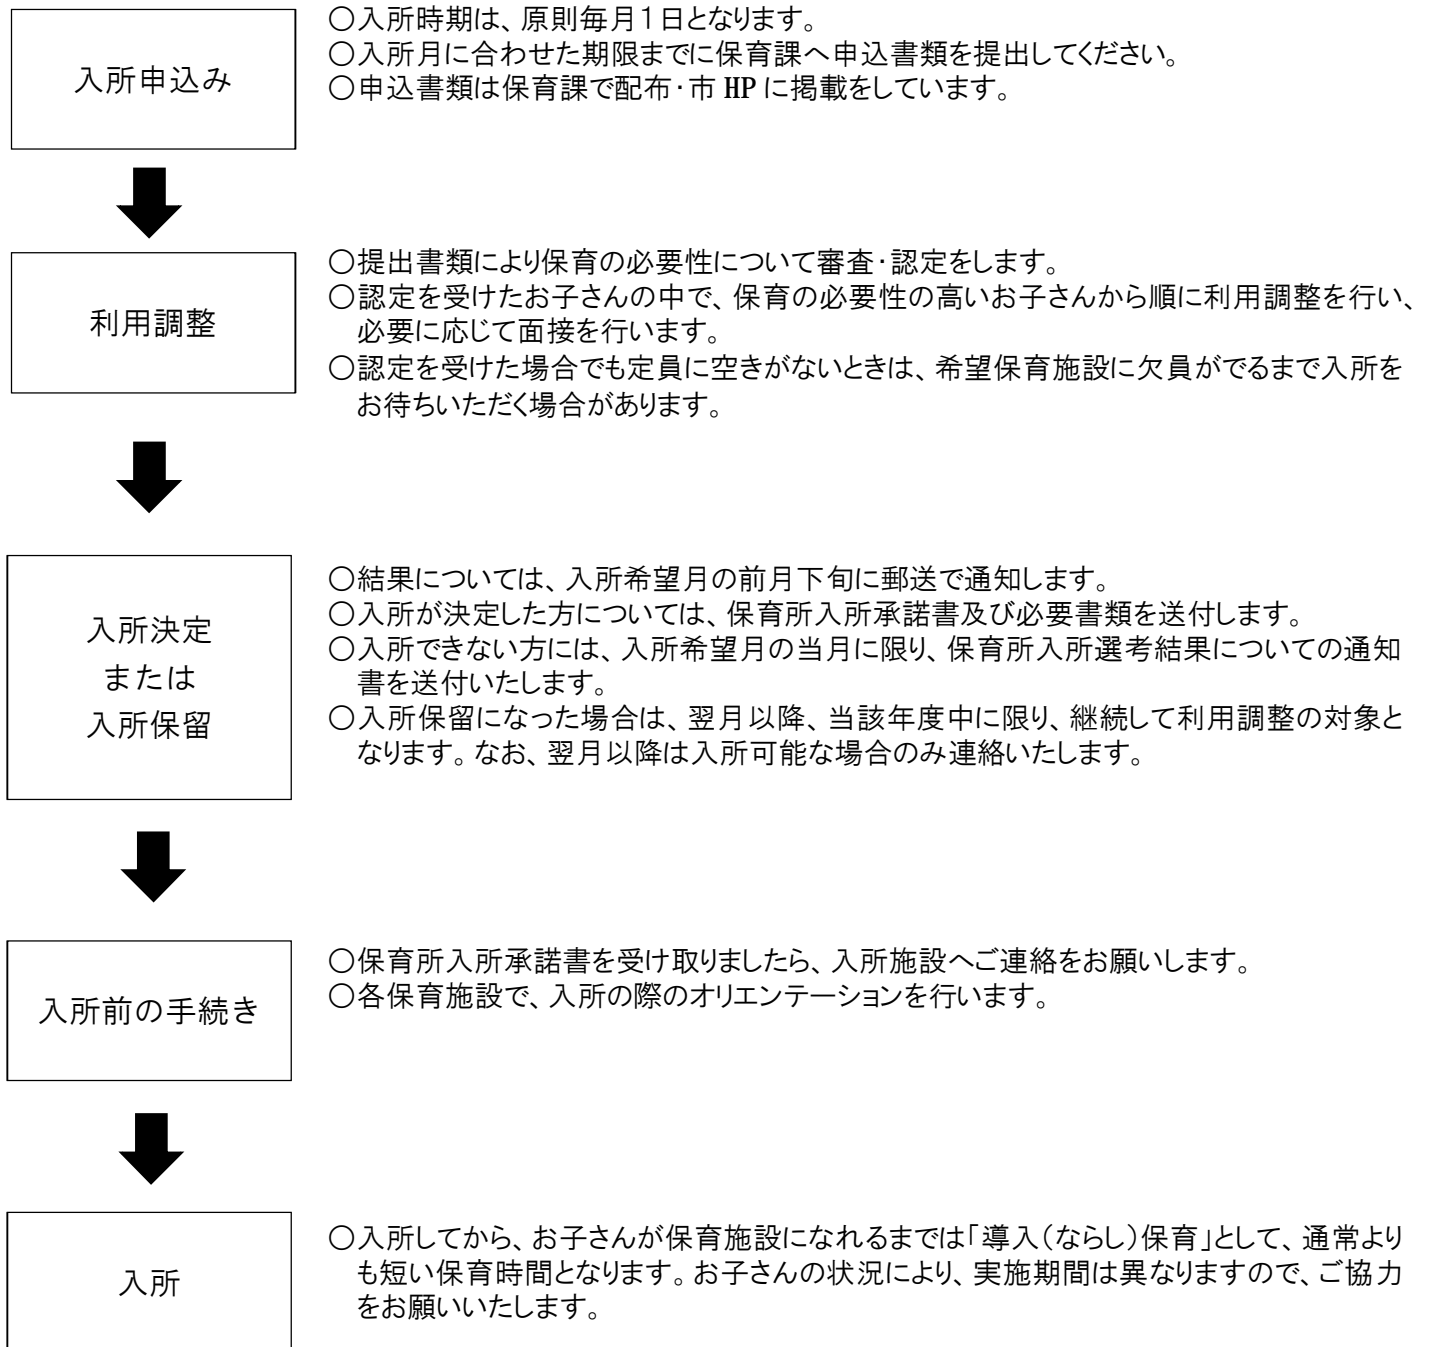 入所申込み
○入所時期は、原則毎月1日となります。
○入所月に合わせた期限までに保育課へ申込書類を提出してください。
○申込書類は保育課で配布・市 HP に掲載をしています。
利用調整
○提出書類により保育の必要性について審査・認定をします。
○認定を受けたお子さんの中で、保育の必要性の高いお子さんから順に利用調整を行い、
必要に応じて面接を行います。
○認定を受けた場合でも定員に空きがないときは、希望保育施設に欠員がでるまで入所を
お待ちいただく場合があります。
入所決定
または
入所保留
○結果については、入所希望月の前月下旬に郵送で通知します。
○入所が決定した方については、保育所入所承諾書及び必要書類を送付します。
○入所できない方には、入所希望月の当月に限り、保育所入所選考結果についての通知
書を送付いたします。
○入所保留になった場合は、翌月以降、当該年度中に限り、継続して利用調整の対象と
なります。なお、翌月以降は入所可能な場合のみ連絡いたします。
入所前の手続き
○保育所入所承諾書を受け取りましたら、入所施設へご連絡をお願いします。
○各保育施設で、入所の際のオリエンテーションを行います。
入所
○入所してから、お子さんが保育施設になれるまでは「導入(ならし)保育」として、通常より
も短い保育時間となります。お子さんの状況により、実施期間は異なりますので、ご協力
をお願いいたします。